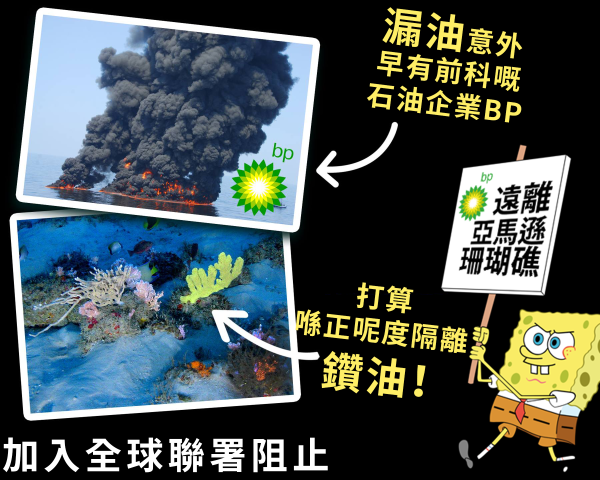 漏油意外
早有前科嘅
石油企業BP
bp
bp
遠離
亞馬遜
珊瑚礁
打算
喺正呢度隔離
鑽油！
加入全球聯署阻止